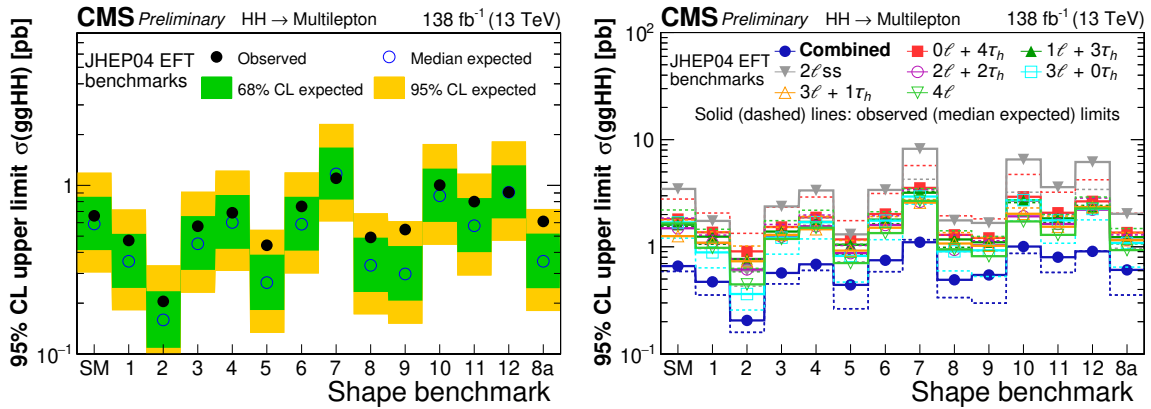 CMS Preliminary HH → Multilepton 138 fb⁻¹ (13 TeV)
95% CL upper limit σ(ggHH) [pb]
JHEP04 EFT
benchmarks
Observed
Median expected
68% CL expected
95% CL expected
1
10⁻¹
SM 1 2 3 4 5 6 7 8 9 10 11 12 8a
Shape benchmark
CMS Preliminary HH → Multilepton 138 fb⁻¹ (13 TeV)
95% CL upper limit σ(ggHH) [pb]
JHEP04 EFT
benchmarks
Combined
0ℓ + 4τₕ
1ℓ + 3τₕ
2ℓss
2ℓ + 2τₕ
3ℓ + 0τₕ
3ℓ + 1τₕ
4ℓ
Solid (dashed) lines: observed (median expected) limits
10²
10
1
10⁻¹
SM 1 2 3 4 5 6 7 8 9 10 11 12 8a
Shape benchmark